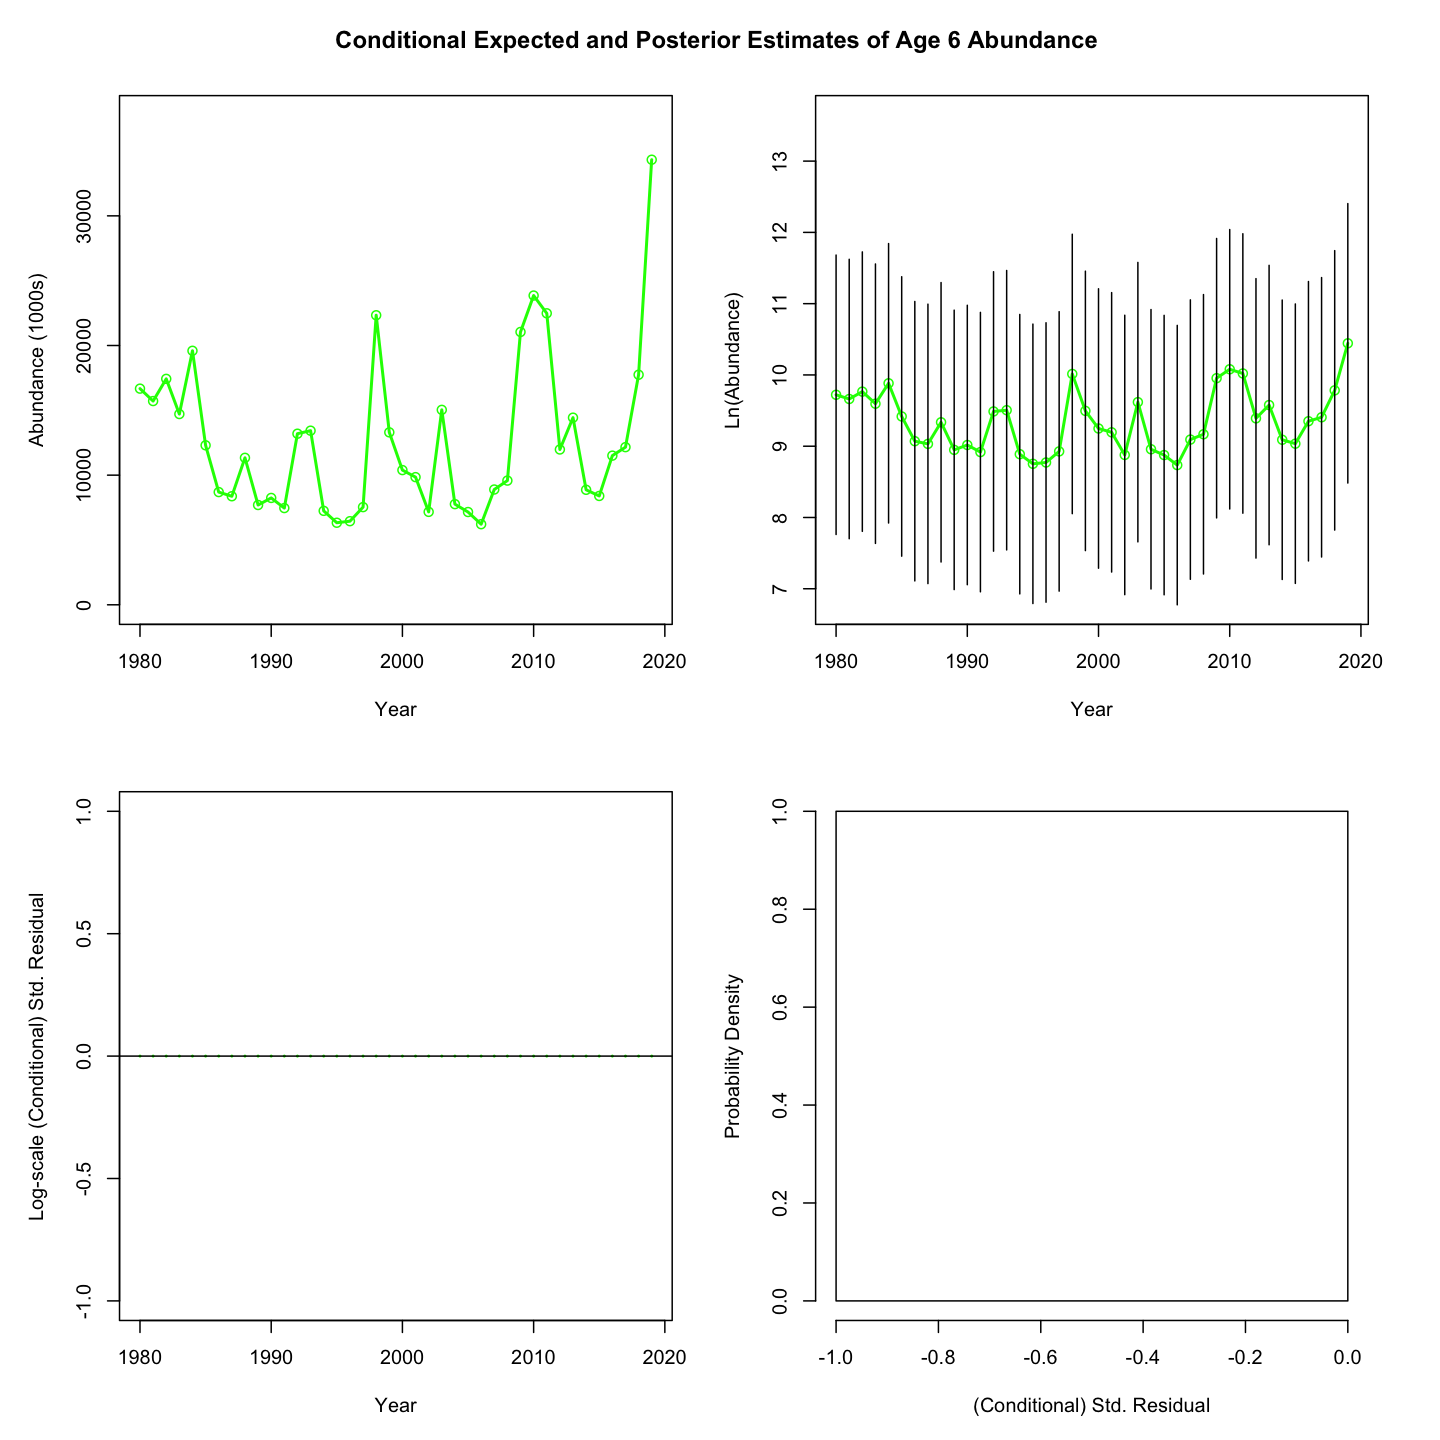 Conditional Expected and Posterior Estimates of Age 6 Abundance
Abundance (1000s)
30000
20000
10000
0
1980 1990 2000 2010 2020
Year
Ln(Abundance)
13
12
11
10
9
8
7
1980 1990 2000 2010 2020
Year
Log-scale (Conditional) Std. Residual
1.0
0.5
0.0
-0.5
-1.0
1980 1990 2000 2010 2020
Year
Probability Density
1.0
0.8
0.6
0.4
0.2
0.0
-1.0 -0.8 -0.6 -0.4 -0.2 0.0
(Conditional) Std. Residual